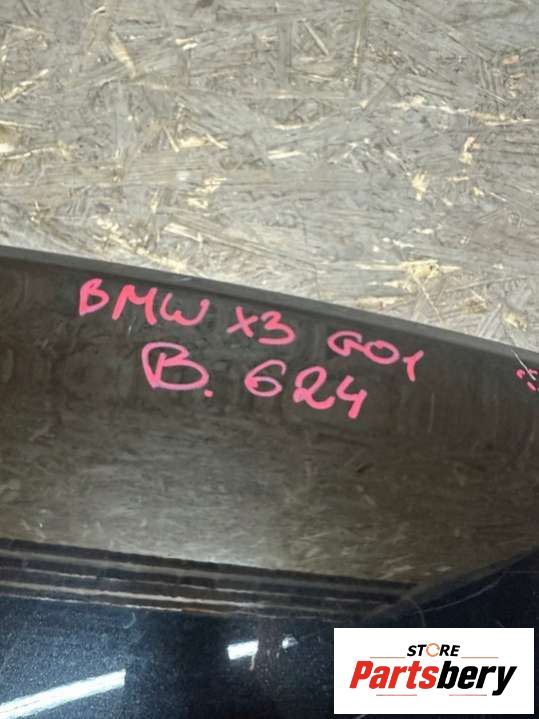 BMW X3 G01
B. 624
STORE
Partsbery